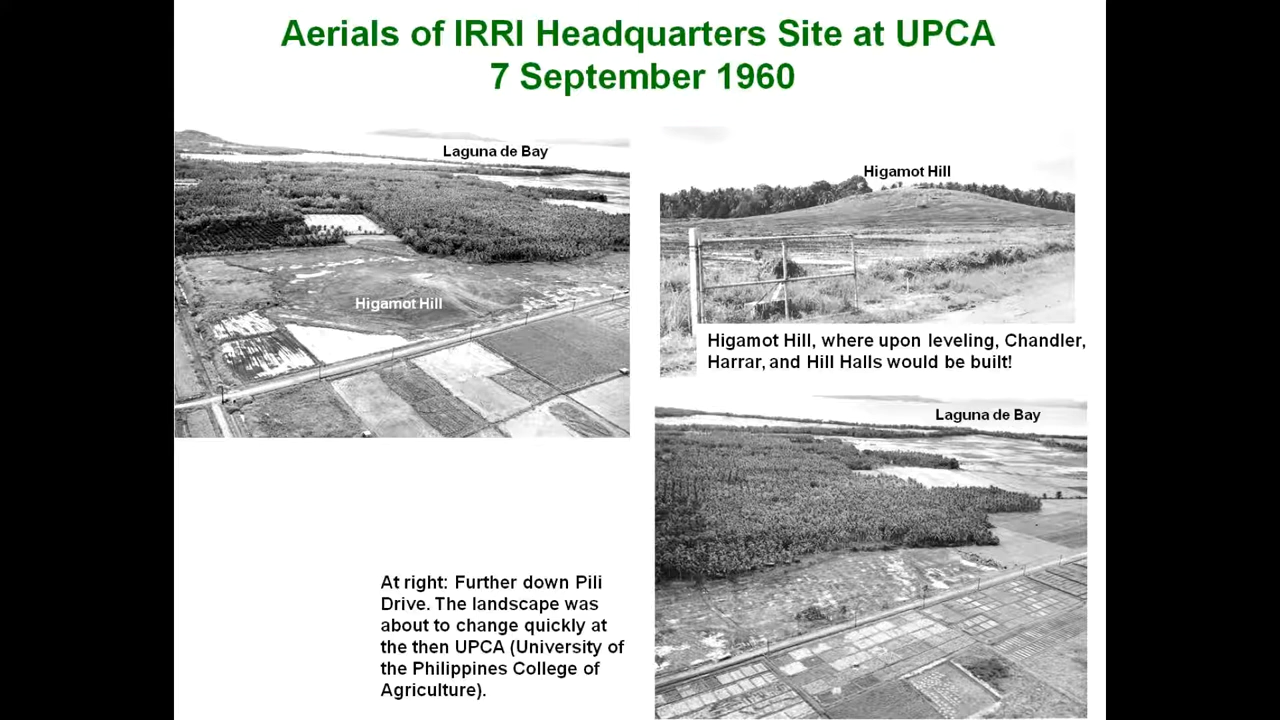 Aerials of IRRI Headquarters Site at UPCA
7 September 1960
Laguna de Bay
Higamot Hill
Higamot Hill
Higamot Hill, where upon leveling, Chandler,
Harrar, and Hill Halls would be built!
Laguna de Bay
At right: Further down Pili
Drive. The landscape was
about to change quickly at
the then UPCA (University of
the Philippines College of
Agriculture).